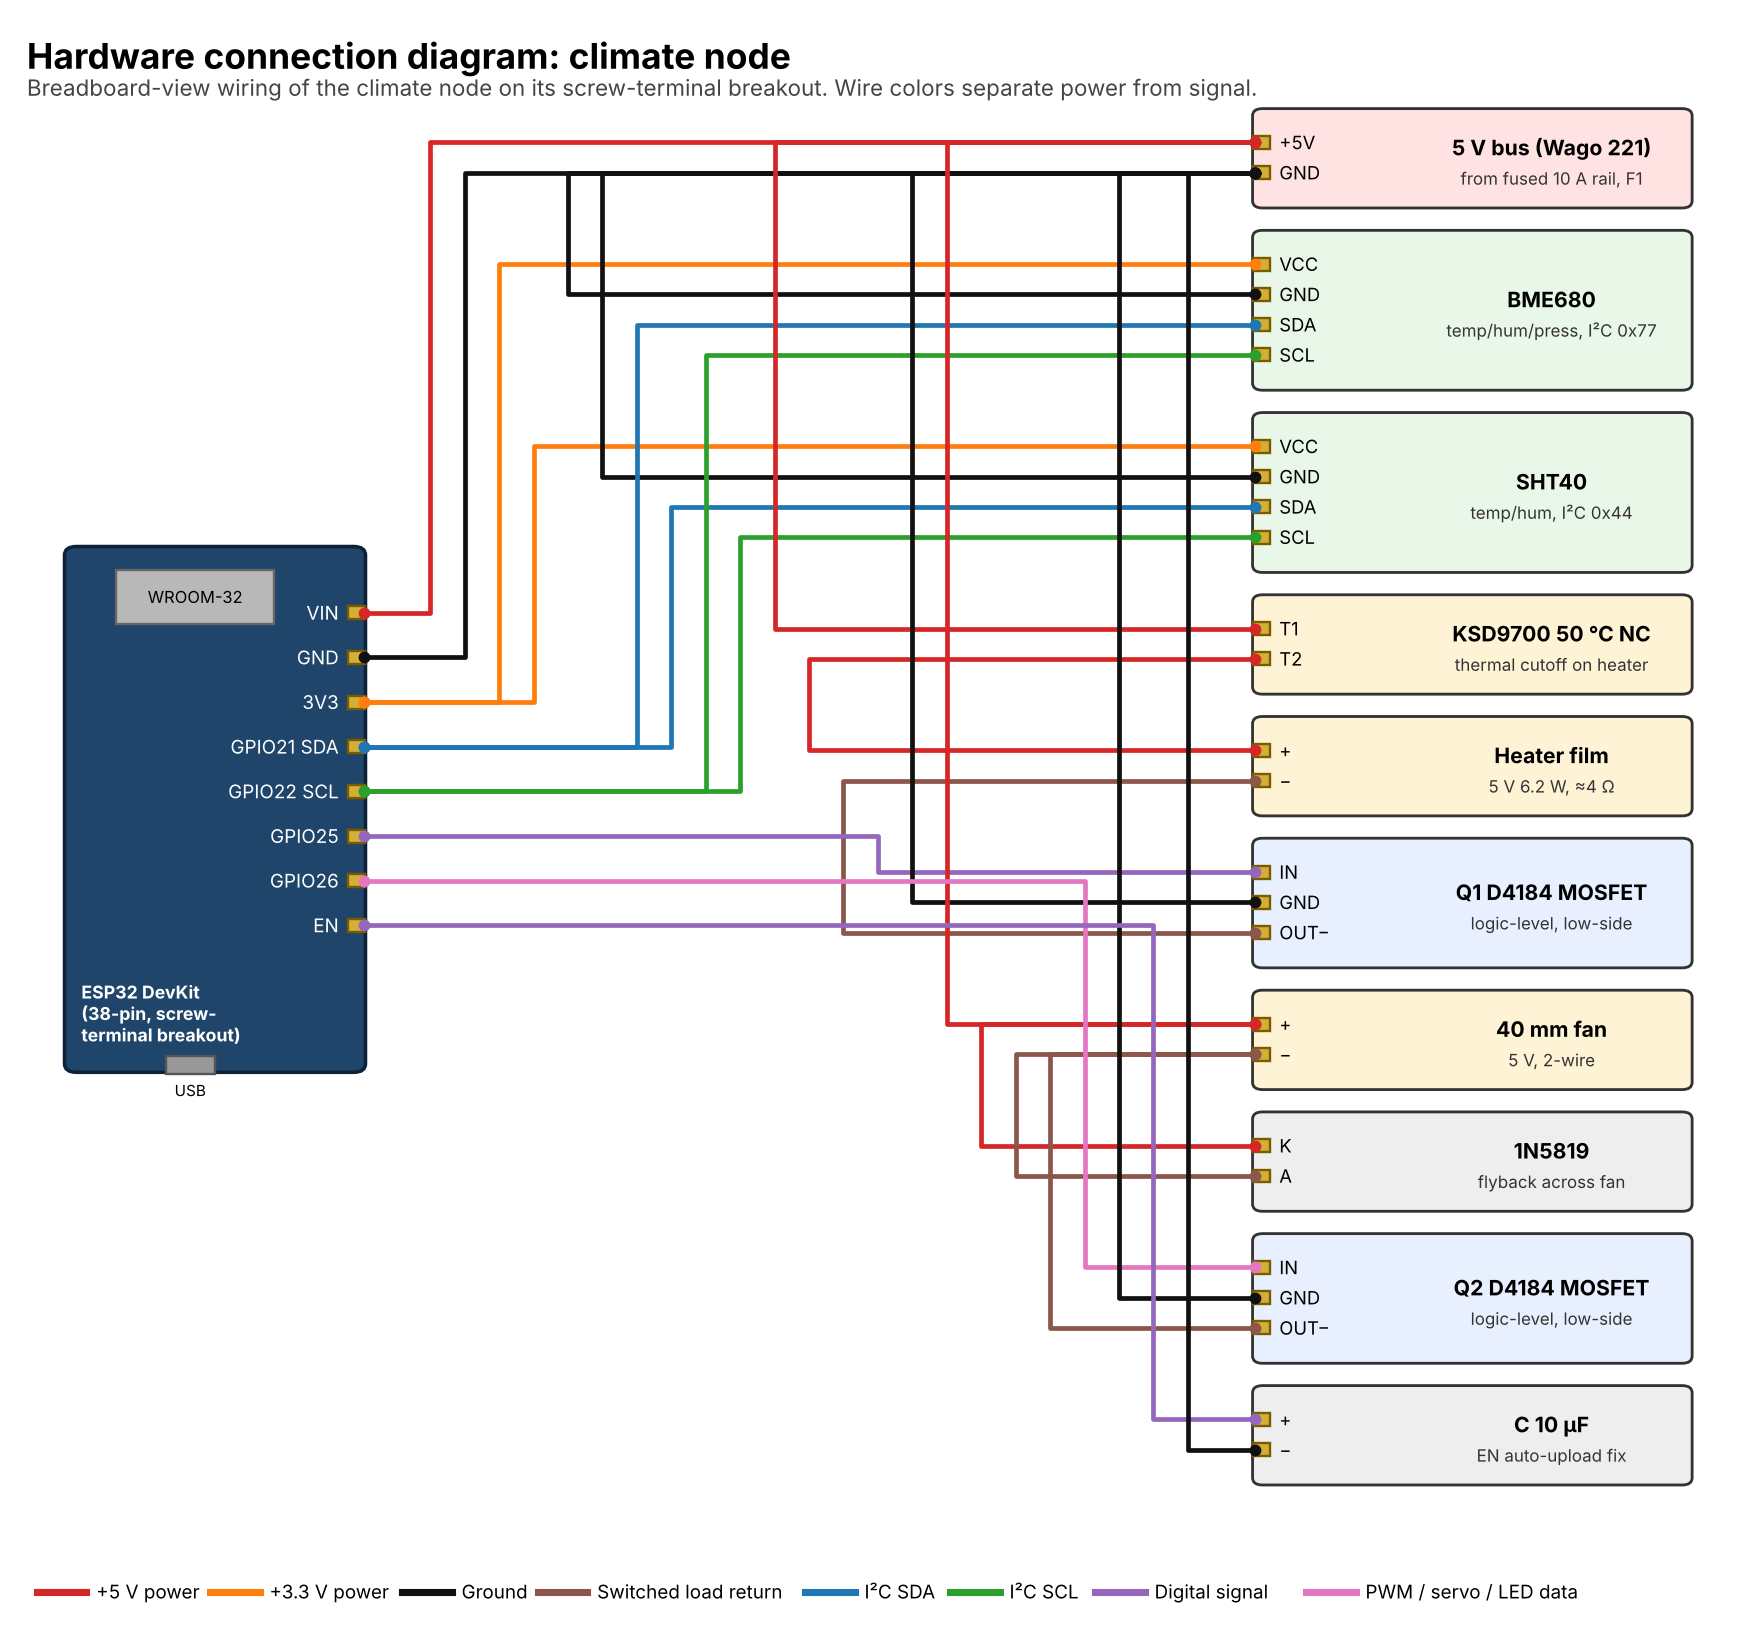 Hardware connection diagram: climate node
Breadboard-view wiring of the climate node on its screw-terminal breakout. Wire colors separate power from signal.
WROOM-32
VIN
GND
3V3
GPIO21 SDA
GPIO22 SCL
GPIO25
GPIO26
EN
ESP32 DevKit
(38-pin, screw-
terminal breakout)
USB
+5V
GND
5 V bus (Wago 221)
from fused 10 A rail, F1
VCC
GND
SDA
SCL
BME680
temp/hum/press, I²C 0x77
VCC
GND
SDA
SCL
SHT40
temp/hum, I²C 0x44
T1
T2
KSD9700 50 °C NC
thermal cutoff on heater
+
−
Heater film
5 V 6.2 W, ≈4 Ω
IN
GND
OUT−
Q1 D4184 MOSFET
logic-level, low-side
+
−
40 mm fan
5 V, 2-wire
K
A
1N5819
flyback across fan
IN
GND
OUT−
Q2 D4184 MOSFET
logic-level, low-side
+
−
C 10 µF
EN auto-upload fix
+5 V power
+3.3 V power
Ground
Switched load return
I²C SDA
I²C SCL
Digital signal
PWM / servo / LED data